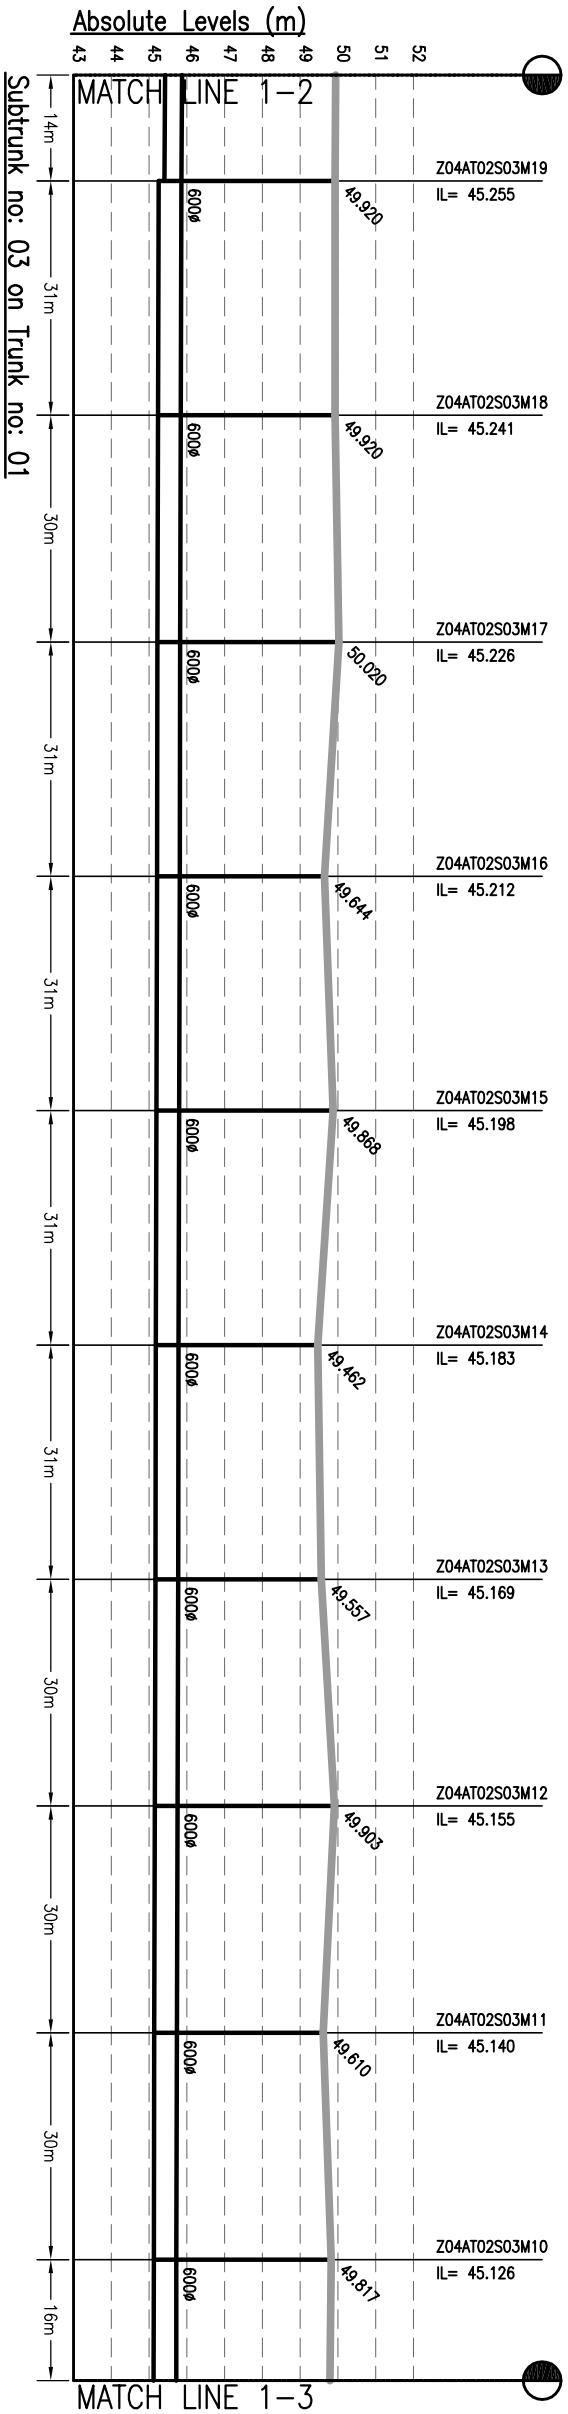 Absolute Levels (m)
52
51
50
49
48
47
46
45
44
43
MATCH LINE 1-2
14m
Z04AT02S03M19
IL= 45.255
49.920
600ø
31m
Z04AT02S03M18
IL= 45.241
49.920
600ø
30m
Z04AT02S03M17
IL= 45.226
50.020
600ø
31m
Z04AT02S03M16
IL= 45.212
49.644
600ø
31m
Z04AT02S03M15
IL= 45.198
49.868
600ø
31m
Z04AT02S03M14
IL= 45.183
49.462
600ø
31m
Z04AT02S03M13
IL= 45.169
49.557
600ø
30m
Z04AT02S03M12
IL= 45.155
49.903
600ø
30m
Z04AT02S03M11
IL= 45.140
49.610
600ø
30m
Z04AT02S03M10
IL= 45.126
49.817
600ø
16m
MATCH LINE 1-3
Subtrunk no: 03 on Trunk no: 01